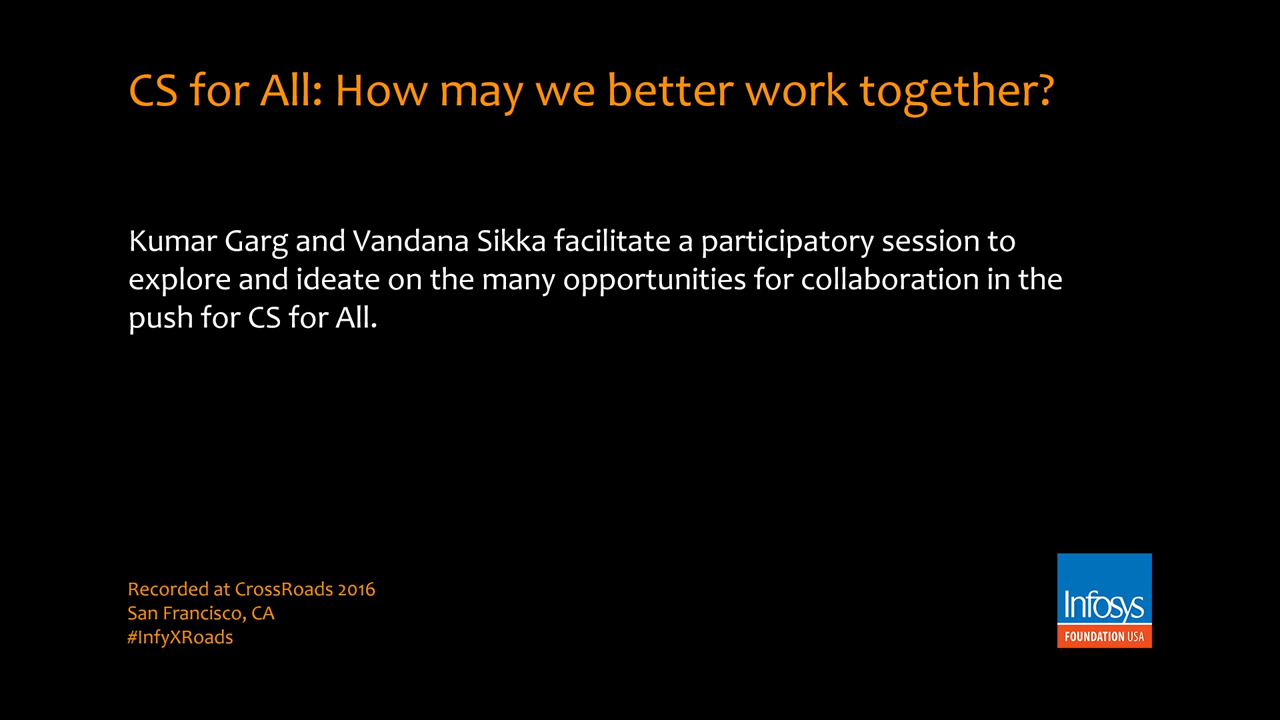 CS for All: How may we better work together?
Kumar Garg and Vandana Sikka facilitate a participatory session to
explore and ideate on the many opportunities for collaboration in the
push for CS for All.
Recorded at CrossRoads 2016
San Francisco, CA
#InfyXRoads
Infosys
FOUNDATION USA